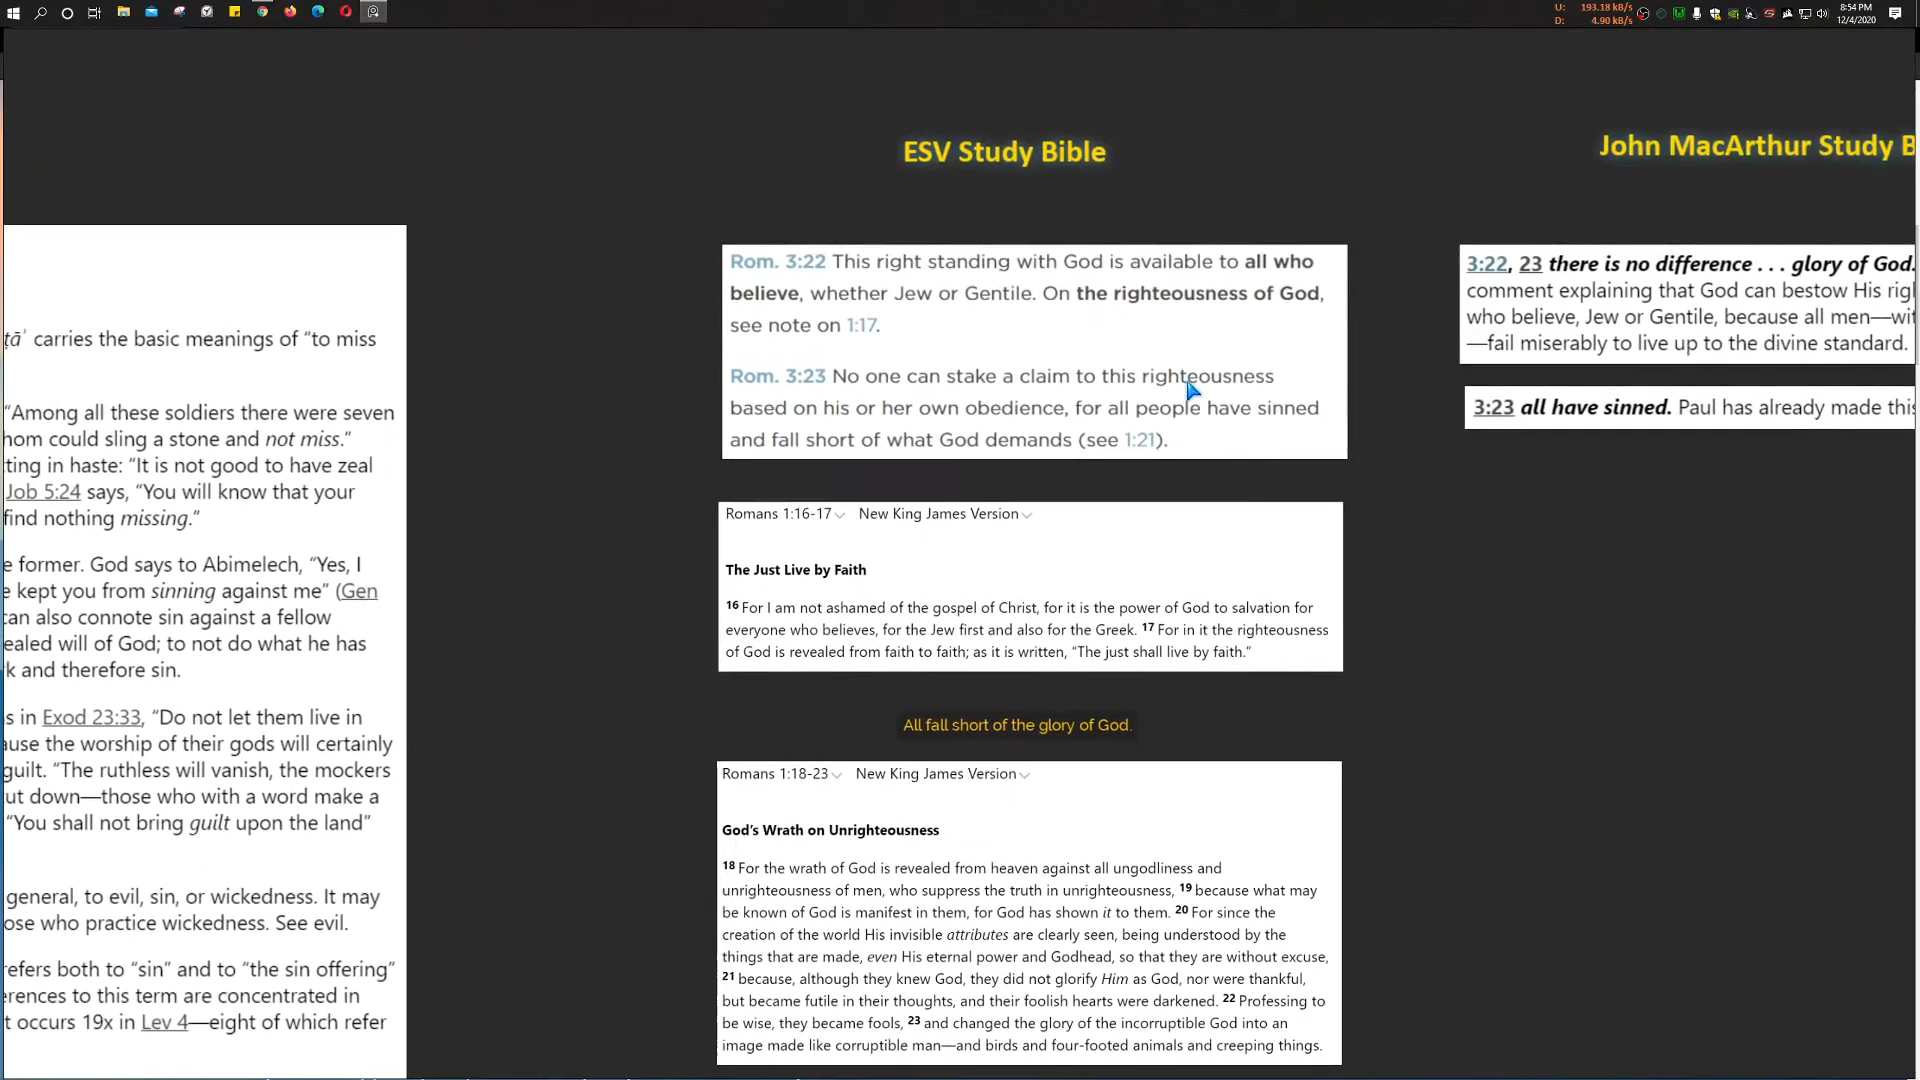 U: 193.18 kB/s
D: 4.90 kB/s
8:54 PM
12/4/2020
ṭāʾ carries the basic meanings of “to miss
“Among all these soldiers there were seven
hom could sling a stone and not miss.”
ting in haste: “It is not good to have zeal
Job 5:24 says, “You will know that your
find nothing missing.”
e former. God says to Abimelech, “Yes, I
e kept you from sinning against me” (Gen
can also connote sin against a fellow
ealed will of God; to not do what he has
k and therefore sin.
s in Exod 23:33, “Do not let them live in
ause the worship of their gods will certainly
guilt. “The ruthless will vanish, the mockers
ut down—those who with a word make a
“You shall not bring guilt upon the land”
general, to evil, sin, or wickedness. It may
ose who practice wickedness. See evil.
refers both to “sin” and to “the sin offering”
erences to this term are concentrated in
t occurs 19x in Lev 4—eight of which refer
ESV Study Bible
Rom. 3:22 This right standing with God is available to all who
believe, whether Jew or Gentile. On the righteousness of God,
see note on 1:17.
Rom. 3:23 No one can stake a claim to this righteousness
based on his or her own obedience, for all people have sinned
and fall short of what God demands (see 1:21).
Romans 1:16-17 New King James Version
The Just Live by Faith
16 For I am not ashamed of the gospel of Christ, for it is the power of God to salvation for
everyone who believes, for the Jew first and also for the Greek. 17 For in it the righteousness
of God is revealed from faith to faith; as it is written, “The just shall live by faith.”
All fall short of the glory of God.
Romans 1:18-23 New King James Version
God’s Wrath on Unrighteousness
18 For the wrath of God is revealed from heaven against all ungodliness and
unrighteousness of men, who suppress the truth in unrighteousness, 19 because what may
be known of God is manifest in them, for God has shown it to them. 20 For since the
creation of the world His invisible attributes are clearly seen, being understood by the
things that are made, even His eternal power and Godhead, so that they are without excuse,
21 because, although they knew God, they did not glorify Him as God, nor were thankful,
but became futile in their thoughts, and their foolish hearts were darkened. 22 Professing to
be wise, they became fools, 23 and changed the glory of the incorruptible God into an
image made like corruptible man—and birds and four-footed animals and creeping things.
John MacArthur Study B
3:22, 23 there is no difference . . . glory of God.
comment explaining that God can bestow His rig
who believe, Jew or Gentile, because all men—wit
—fail miserably to live up to the divine standard.
3:23 all have sinned. Paul has already made this